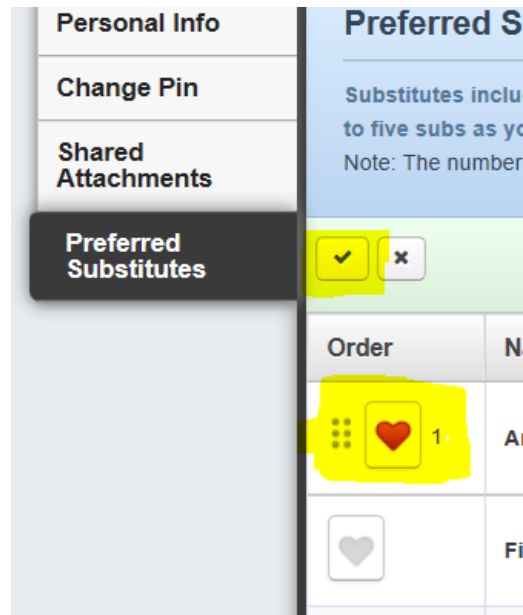 Personal Info
Change Pin
Shared
Attachments
Preferred
Substitutes
Preferred S
Substitutes inclu
to five subs as yo
Note: The number
Order
1